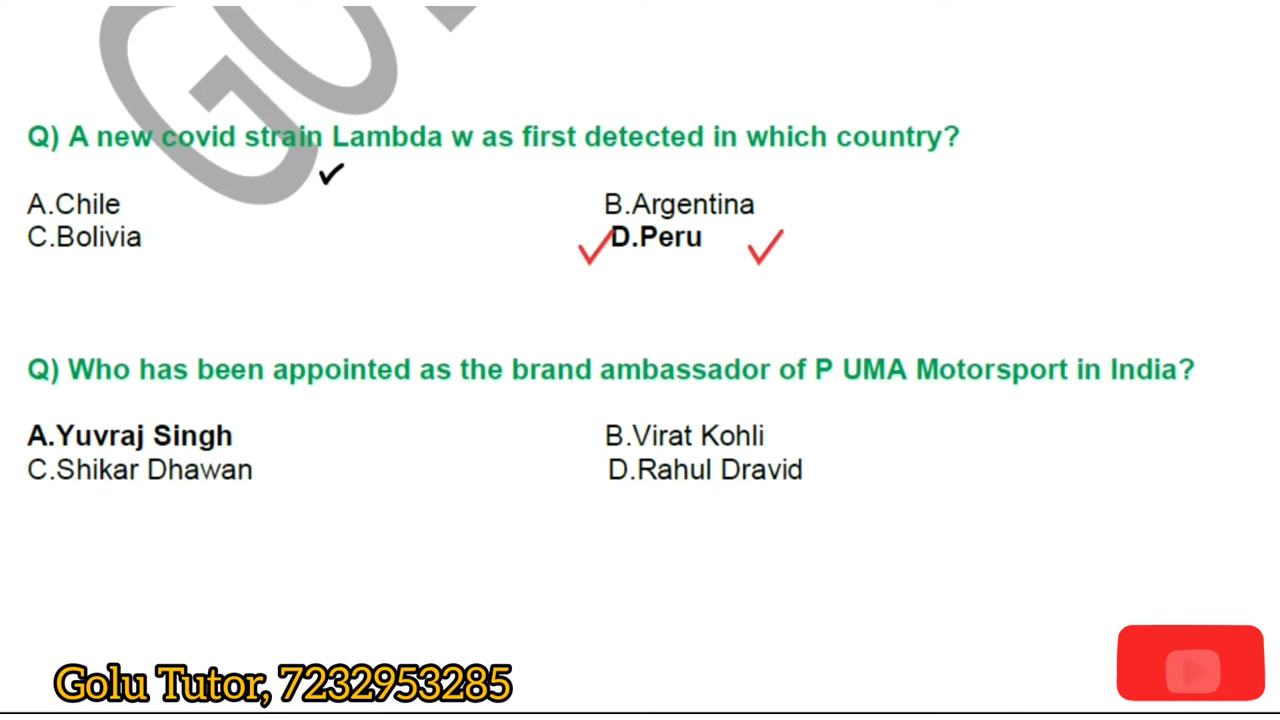 Q) A new covid strain Lambda w as first detected in which country?
A.Chile B.Argentina
C.Bolivia D.Peru
Q) Who has been appointed as the brand ambassador of P UMA Motorsport in India?
A.Yuvraj Singh B.Virat Kohli
C.Shikar Dhawan D.Rahul Dravid
Golu Tutor, 7232953285